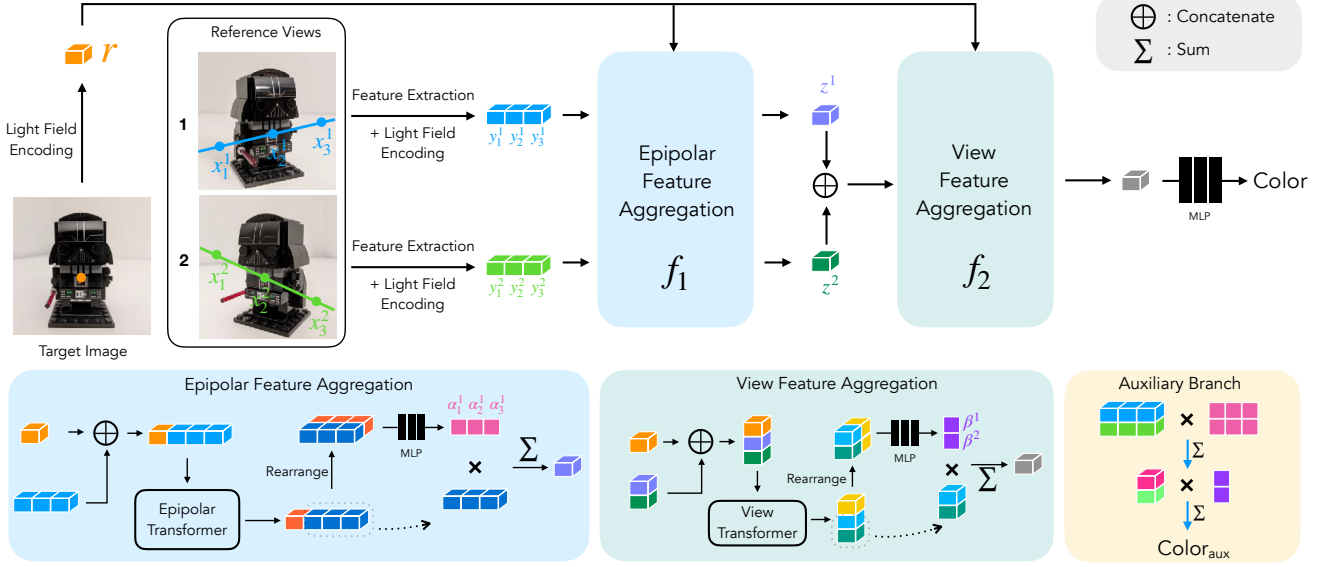 r
Reference Views
⊕ : Concatenate
∑ : Sum
Light Field
Encoding
Target Image
1
x_1^1 x_2^1 x_3^1
2
x_1^2 x_2^2 x_3^2
Feature Extraction
+ Light Field
Encoding
y_1^1 y_2^1 y_3^1
Feature Extraction
+ Light Field
Encoding
y_1^2 y_2^2 y_3^2
Epipolar
Feature
Aggregation
f_1
z^1
⊕
z^2
View
Feature
Aggregation
f_2
MLP
Color
Epipolar Feature Aggregation
⊕
Epipolar
Transformer
Rearrange
MLP
α_1^1 α_2^1 α_3^1
×
∑
View Feature Aggregation
⊕
View
Transformer
Rearrange
MLP
β^1
β^2
×
∑
Auxiliary Branch
×
∑
×
∑
Color_aux